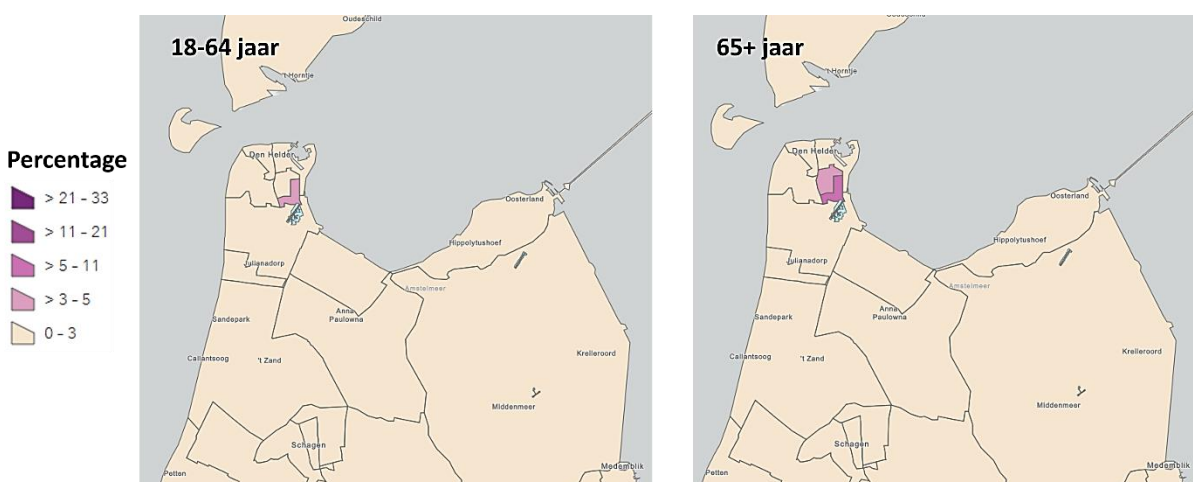 Percentage
> 21 - 33
> 11 - 21
> 5 - 11
> 3 - 5
0 - 3
18-64 jaar
Oudeschild
't Horntje
Den Helder
Oosterland
Hippolytushoef
Julianadorp
Amstelmeer
Anna
Paulowna
Sandepark
Callantsoog
't Zand
Kreileroord
Middenmeer
Schagen
Petten
Medemblik
65+ jaar
't Horntje
Den Helder
Oosterland
Hippolytushoef
Julianadorp
Amstelmeer
Anna
Paulowna
Sandepark
Callantsoog
't Zand
Kreileroord
Middenmeer
Schagen
Petten
Medemblik